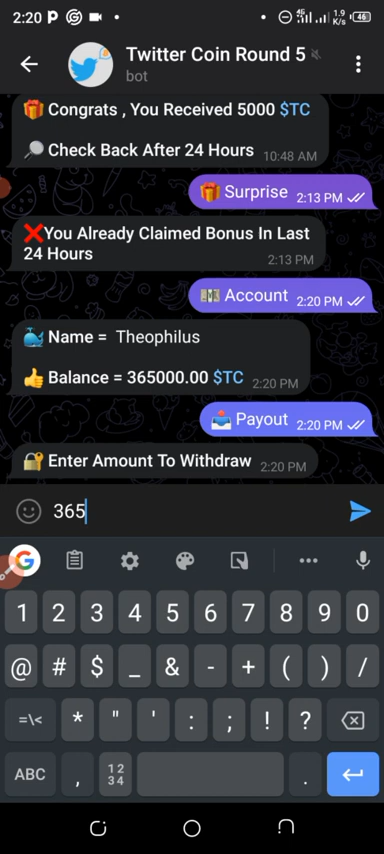 2:20
4G
1.9
K/s
46
Twitter Coin Round 5
bot
🎁 Congrats , You Received 5000 $TC
🔎 Check Back After 24 Hours 10:48 AM
🎁 Surprise 2:13 PM
❌You Already Claimed Bonus In Last
24 Hours 2:13 PM
💵 Account 2:20 PM
🐳 Name = Theophilus
👍 Balance = 365000.00 $TC 2:20 PM
📤 Payout 2:20 PM
🔐 Enter Amount To Withdraw 2:20 PM
365
1 2 3 4 5 6 7 8 9 0
@ # $ _ & - + ( ) /
=\< * " ' : ; ! ?
ABC , 12 .
34